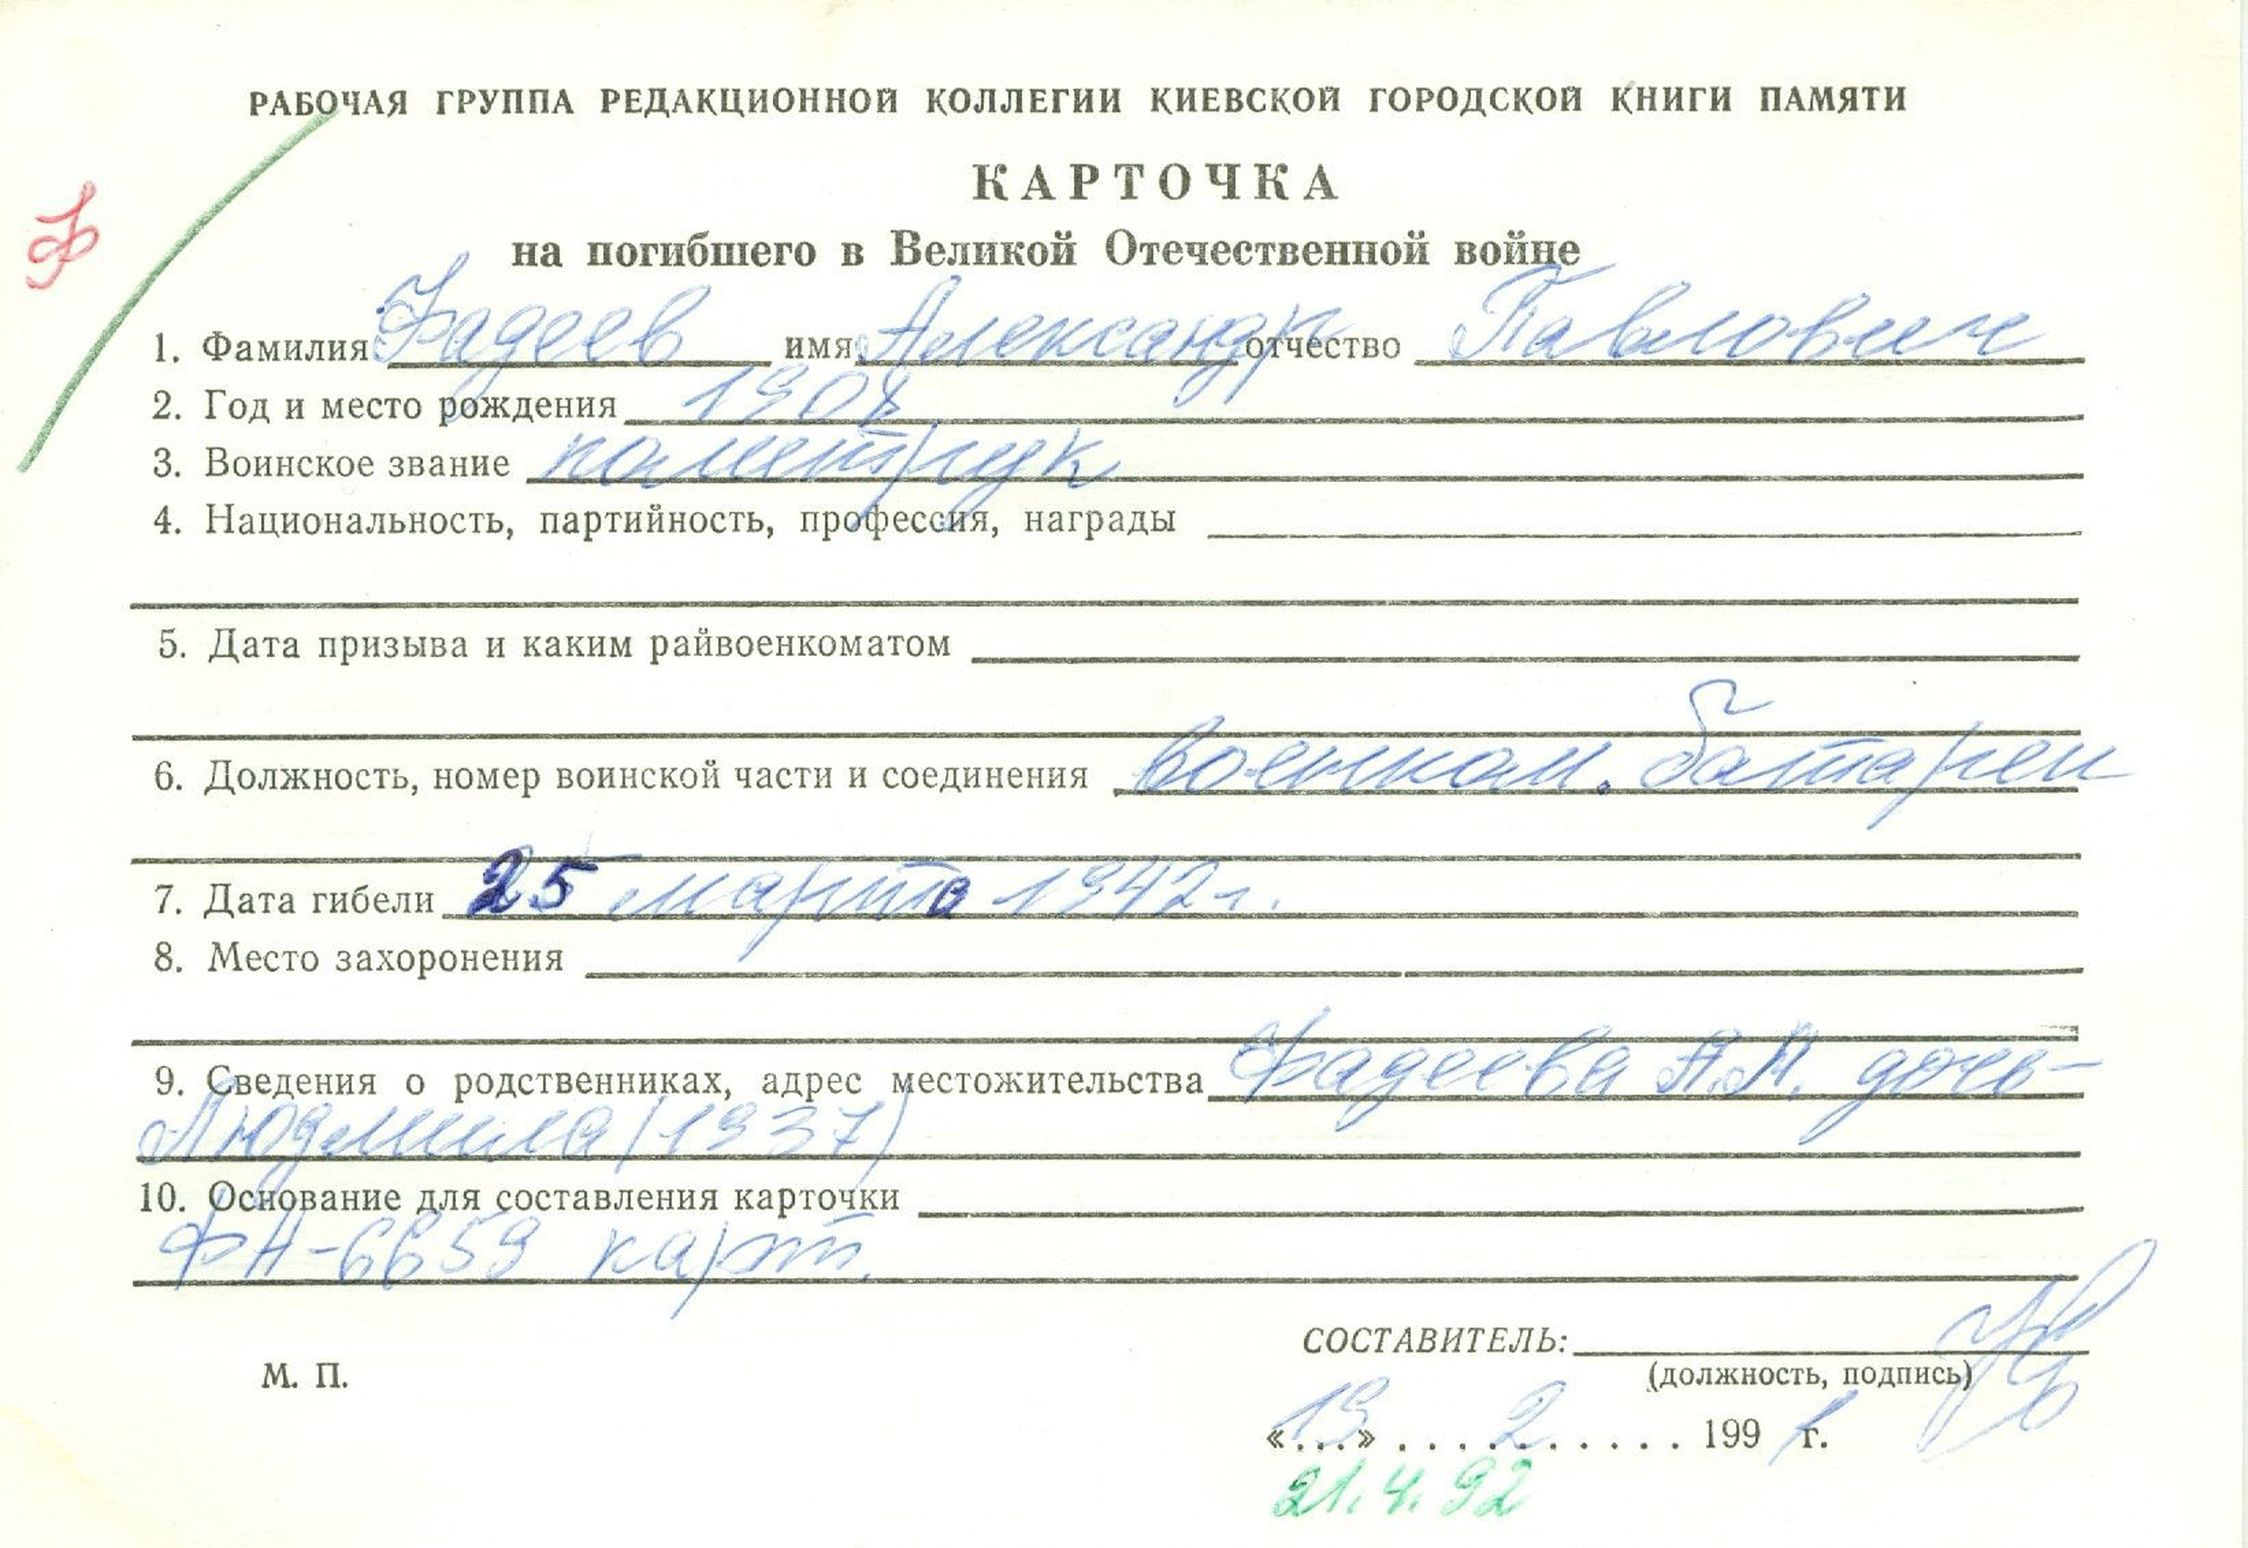 РАБОЧАЯ ГРУППА РЕДАКЦИОННОЙ КОЛЛЕГИИ КИЕВСКОЙ ГОРОДСКОЙ КНИГИ ПАМЯТИ
КАРТОЧКА
Ф
на погибшего в Великой Отечественной войне
1. Фамилия Фадеев имя Александр отчество Павлович
2. Год и место рождения 1908
3. Воинское звание политрук
4. Национальность, партийность, профессия, награды
5. Дата призыва и каким райвоенкоматом
6. Должность, номер воинской части и соединения военком. батареи
7. Дата гибели 25 марта 1942 г.
8. Место захоронения
9. Сведения о родственниках, адрес местожительства Фадеева А.А. дочь-
Людмила (1937)
10. Основание для составления карточки
ФА-6659 карт.
СОСТАВИТЕЛЬ:
М. П.
(должность, подпись)
«13» 2 1991 г.
21.4.92